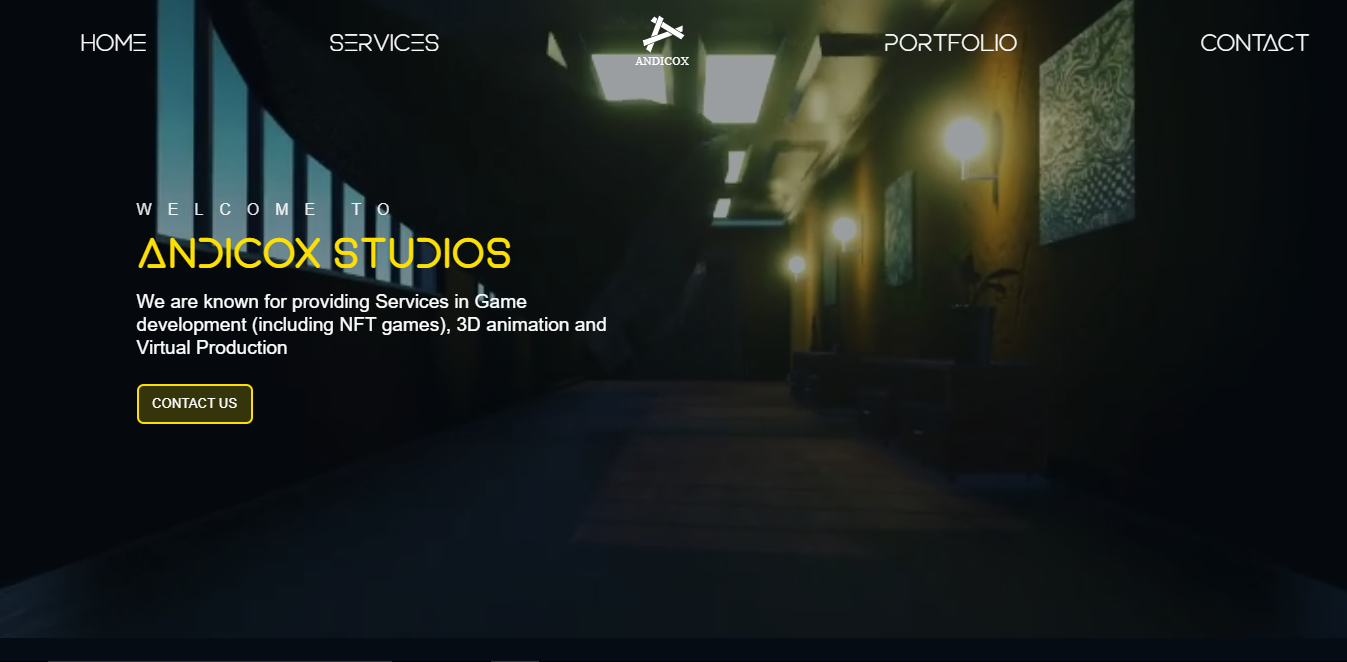 HOME
SERVICES
ANDICOX
PORTFOLIO
CONTACT
WELCOME TO
ANDICOX STUDIOS
We are known for providing Services in Game
development (including NFT games), 3D animation and
Virtual Production
CONTACT US